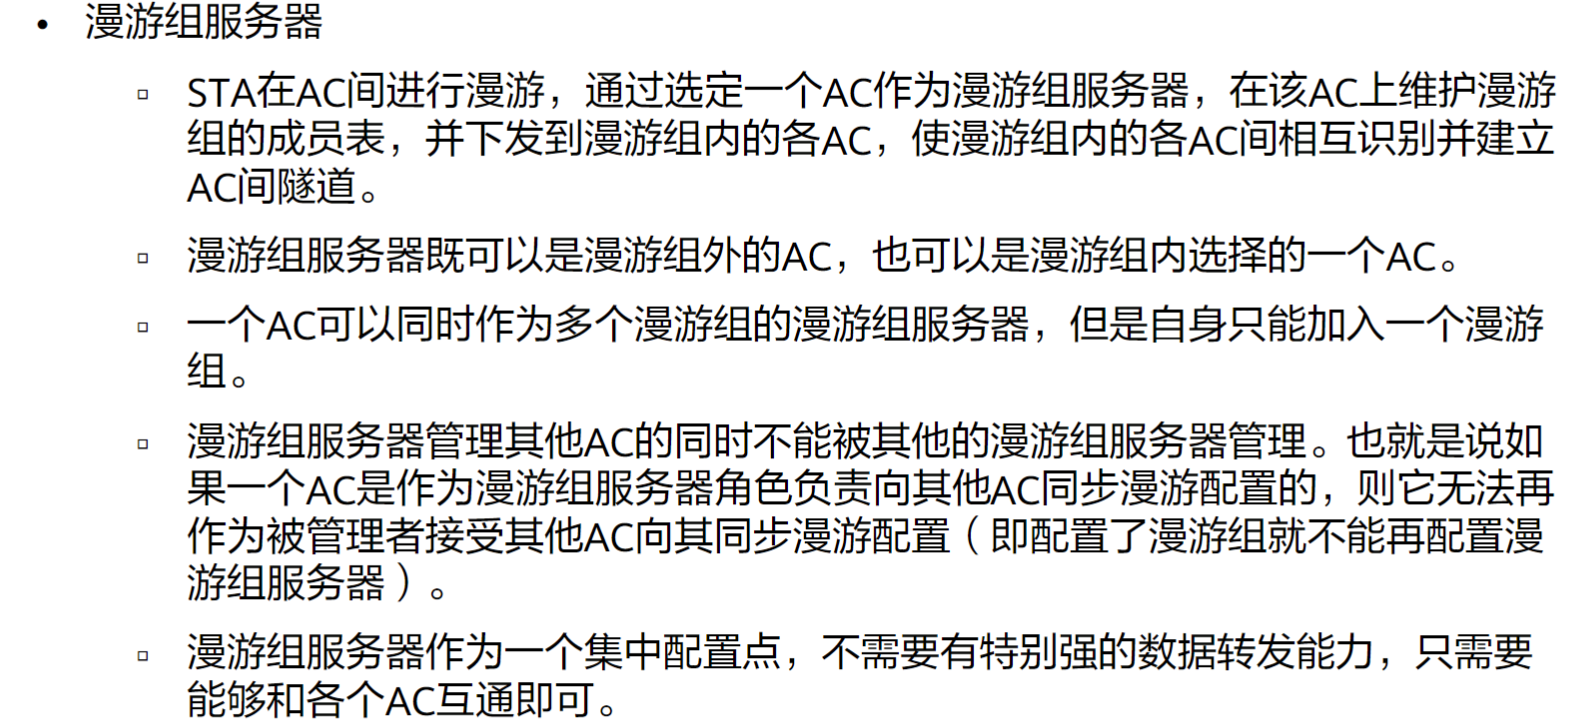 • 漫游组服务器
▫ STA在AC间进行漫游，通过选定一个AC作为漫游组服务器，在该AC上维护漫游
组的成员表，并下发到漫游组内的各AC，使漫游组内的各AC间相互识别并建立
AC间隧道。
▫ 漫游组服务器既可以是漫游组外的AC，也可以是漫游组内选择的一个AC。
▫ 一个AC可以同时作为多个漫游组的漫游组服务器，但是自身只能加入一个漫游
组。
▫ 漫游组服务器管理其他AC的同时不能被其他的漫游组服务器管理。也就是说如
果一个AC是作为漫游组服务器角色负责向其他AC同步漫游配置的，则它无法再
作为被管理者接受其他AC向其同步漫游配置（即配置了漫游组就不能再配置漫
游组服务器）。
▫ 漫游组服务器作为一个集中配置点，不需要有特别强的数据转发能力，只需要
能够和各个AC互通即可。